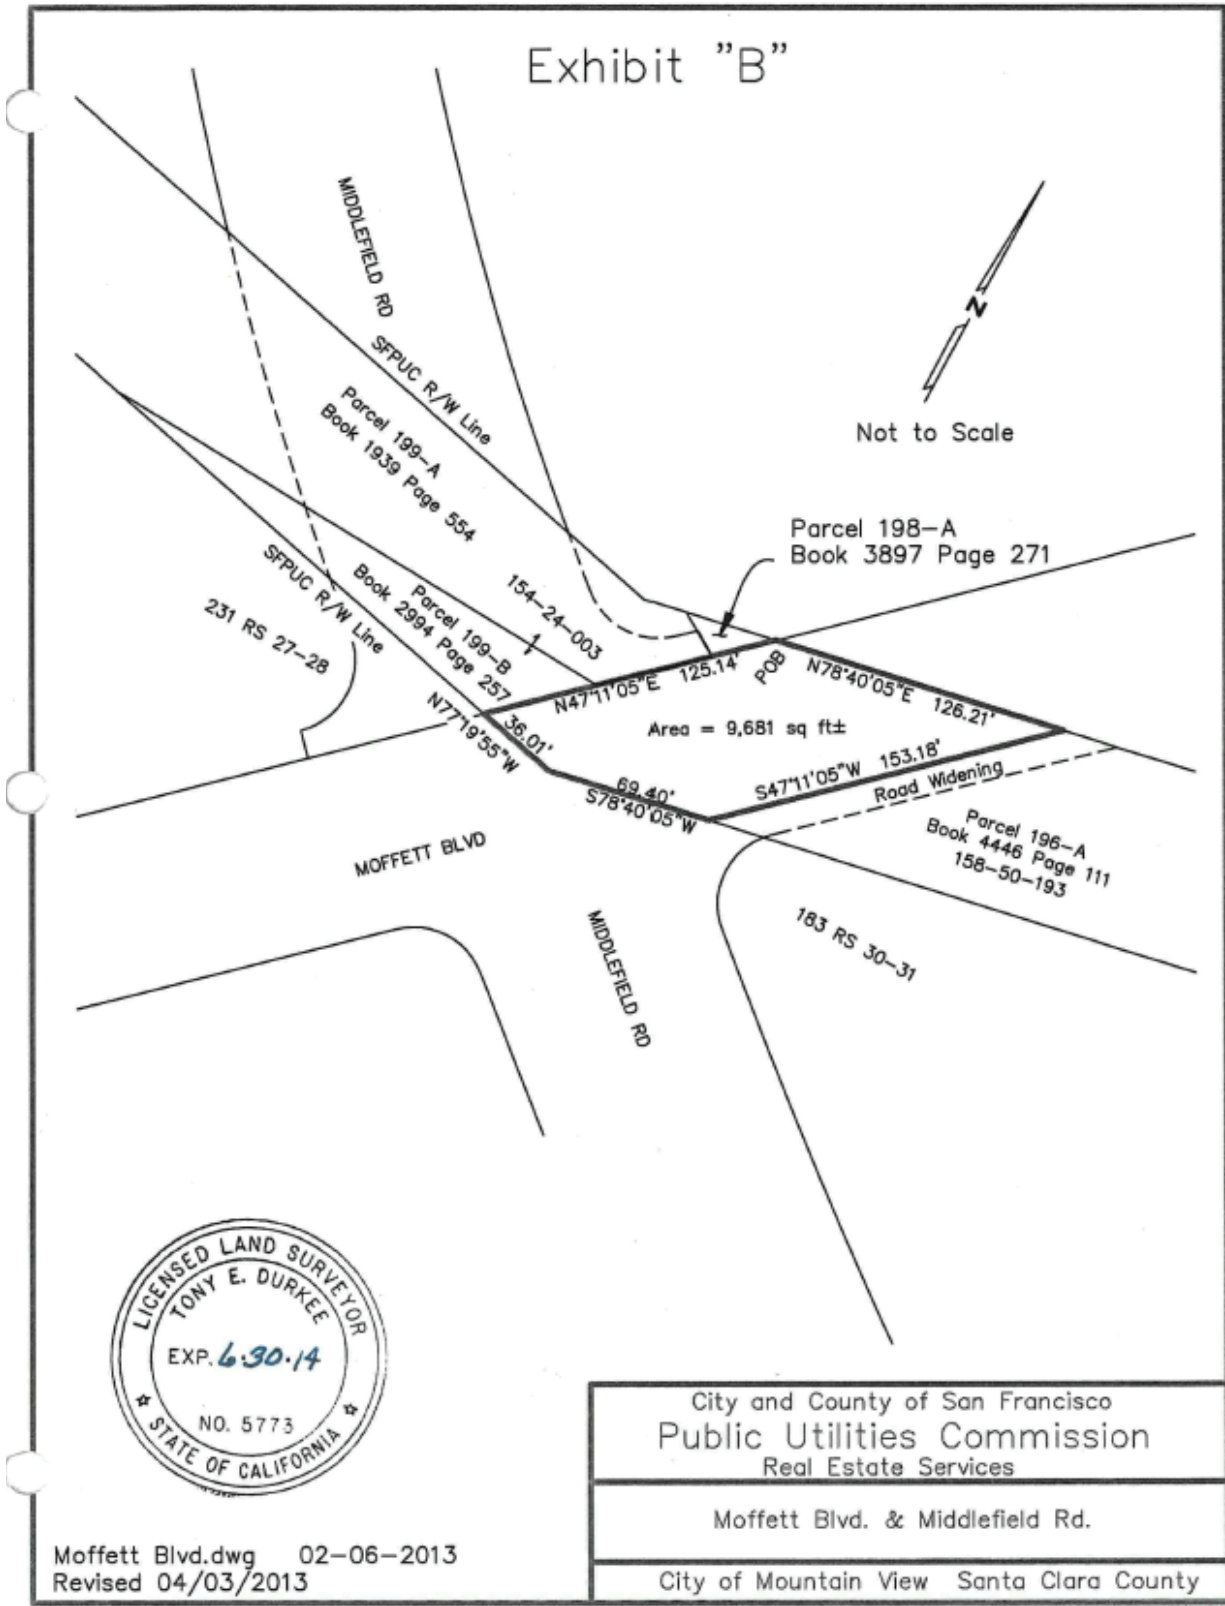 Exhibit "B"
MIDDLEFIELD RD
SFPUC R/W Line
N
Not to Scale
Parcel 199-A
Book 1939 Page 554
Parcel 198-A
Book 3897 Page 271
SFPUC R/W Line
231 RS 27-28
Parcel 199-B
Book 2994 Page 257
154-24-003
N47°11'05"E 125.14'
POB
N78°40'05"E 126.21'
N77°19'55"W
36.01'
Area = 9,681 sq ft±
69.40'
S78°40'05"W
S47°11'05"W 153.18'
Road Widening
Parcel 196-A
Book 4446 Page 111
158-50-193
MOFFETT BLVD
MIDDLEFIELD RD
183 RS 30-31
LICENSED LAND SURVEYOR
TONY E. DURKEE
EXP. 6-30-14
NO. 5773
STATE OF CALIFORNIA
City and County of San Francisco
Public Utilities Commission
Real Estate Services
Moffett Blvd. & Middlefield Rd.
City of Mountain View Santa Clara County
Moffett Blvd.dwg 02-06-2013
Revised 04/03/2013